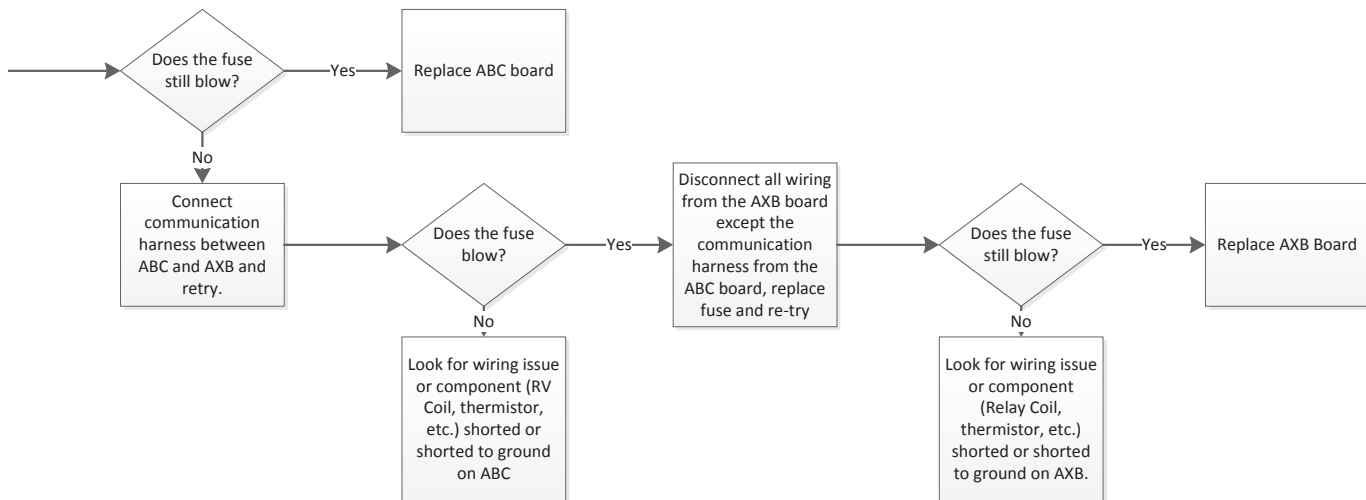 Does the fuse
still blow?
Yes
Replace ABC board
No
Connect
communication
harness between
ABC and AXB and
retry.
Does the fuse
blow?
Yes
Disconnect all wiring
from the AXB board
except the
communication
harness from the
ABC board, replace
fuse and re-try
Does the fuse
still blow?
Yes
Replace AXB Board
No
Look for wiring issue
or component (RV
Coil, thermistor,
etc.) shorted or
shorted to ground
on ABC
No
Look for wiring issue
or component
(Relay Coil,
thermistor, etc.)
shorted or shorted
to ground on AXB.